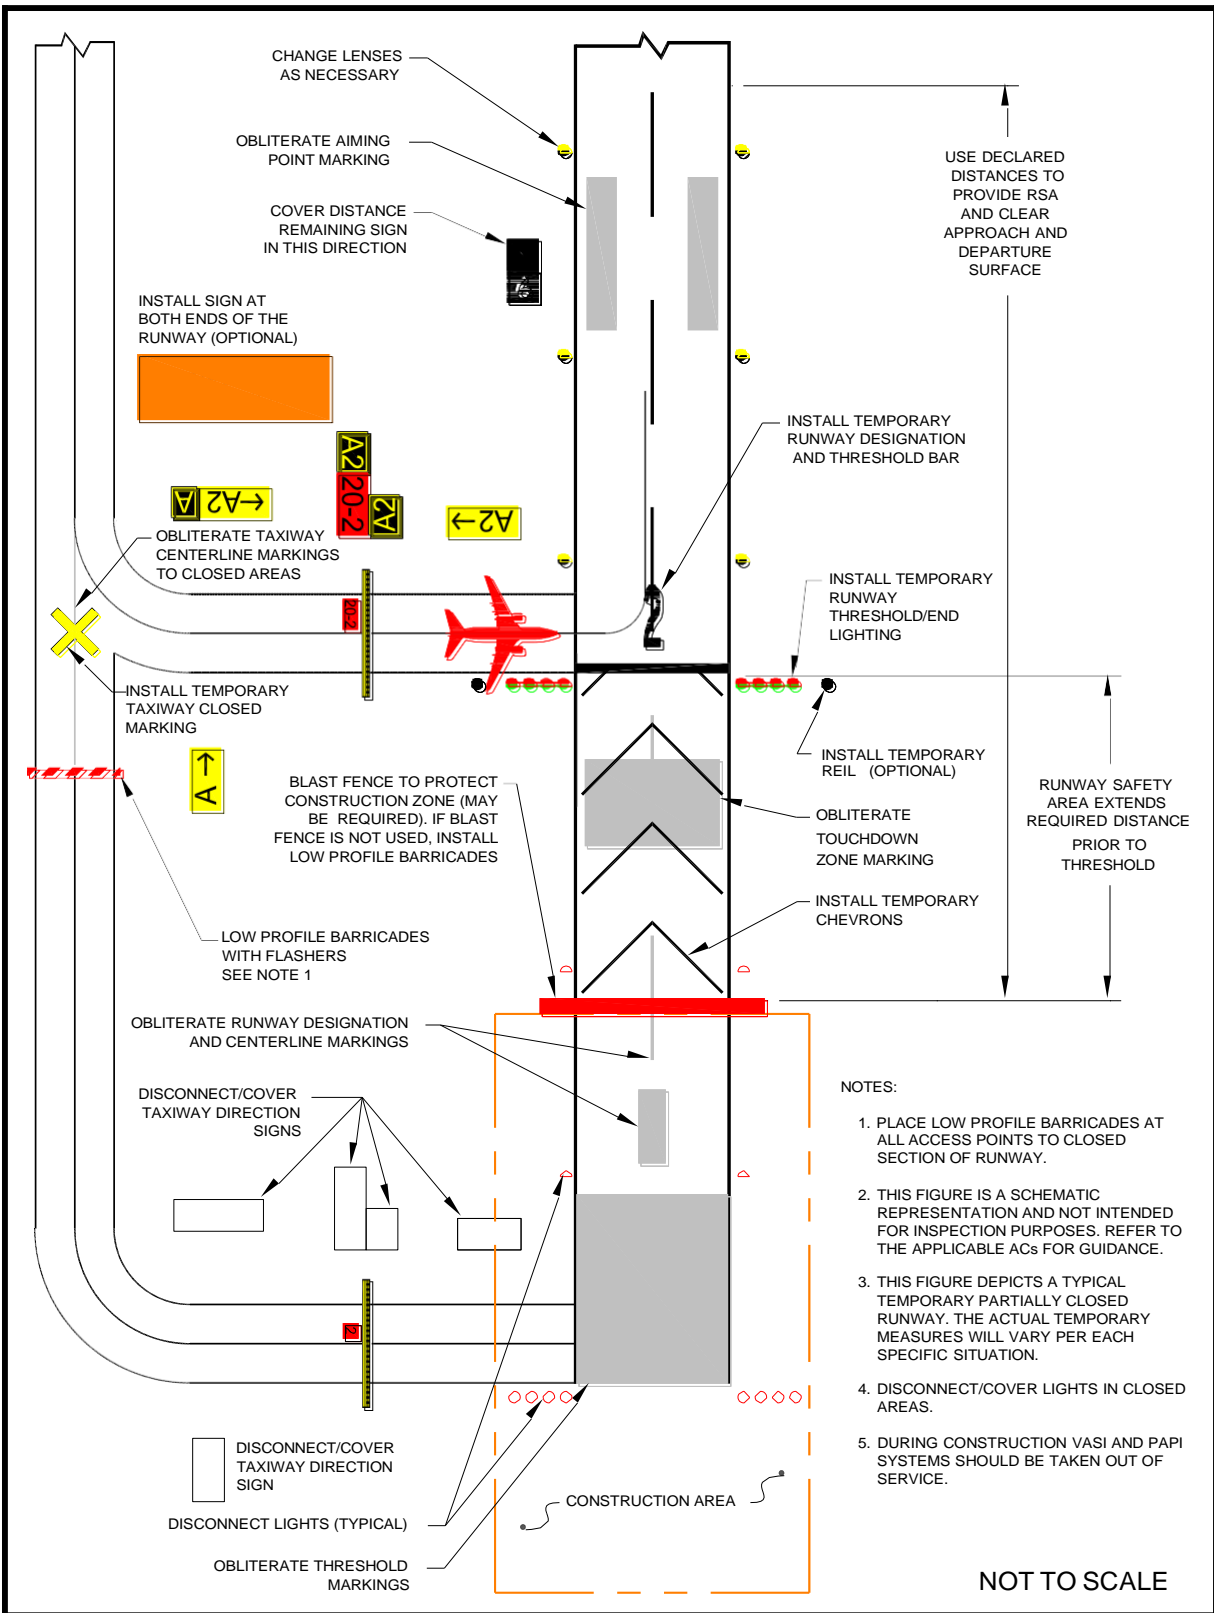 CHANGE LENSES
AS NECESSARY
OBLITERATE AIMING
POINT MARKING
COVER DISTANCE
REMAINING SIGN
IN THIS DIRECTION
USE DECLARED
DISTANCES TO
PROVIDE RSA
AND CLEAR
APPROACH AND
DEPARTURE
SURFACE
INSTALL SIGN AT
BOTH ENDS OF THE
RUNWAY (OPTIONAL)
A2
20-2
A2
A ←A2
←A2
INSTALL TEMPORARY
RUNWAY DESIGNATION
AND THRESHOLD BAR
OBLITERATE TAXIWAY
CENTERLINE MARKINGS
TO CLOSED AREAS
20-2
2
INSTALL TEMPORARY
RUNWAY
THRESHOLD/END
LIGHTING
INSTALL TEMPORARY
TAXIWAY CLOSED
MARKING
A→
INSTALL TEMPORARY
REIL (OPTIONAL)
BLAST FENCE TO PROTECT
CONSTRUCTION ZONE (MAY
BE REQUIRED). IF BLAST
FENCE IS NOT USED, INSTALL
LOW PROFILE BARRICADES
OBLITERATE
TOUCHDOWN
ZONE MARKING
RUNWAY SAFETY
AREA EXTENDS
REQUIRED DISTANCE
PRIOR TO
THRESHOLD
INSTALL TEMPORARY
CHEVRONS
LOW PROFILE BARRICADES
WITH FLASHERS
SEE NOTE 1
OBLITERATE RUNWAY DESIGNATION
AND CENTERLINE MARKINGS
DISCONNECT/COVER
TAXIWAY DIRECTION
SIGNS
2
NOTES:
1. PLACE LOW PROFILE BARRICADES AT
ALL ACCESS POINTS TO CLOSED
SECTION OF RUNWAY.
2. THIS FIGURE IS A SCHEMATIC
REPRESENTATION AND NOT INTENDED
FOR INSPECTION PURPOSES. REFER TO
THE APPLICABLE ACs FOR GUIDANCE.
3. THIS FIGURE DEPICTS A TYPICAL
TEMPORARY PARTIALLY CLOSED
RUNWAY. THE ACTUAL TEMPORARY
MEASURES WILL VARY PER EACH
SPECIFIC SITUATION.
4. DISCONNECT/COVER LIGHTS IN CLOSED
AREAS.
5. DURING CONSTRUCTION VASI AND PAPI
SYSTEMS SHOULD BE TAKEN OUT OF
SERVICE.
DISCONNECT/COVER
TAXIWAY DIRECTION
SIGN
CONSTRUCTION AREA
DISCONNECT LIGHTS (TYPICAL)
OBLITERATE THRESHOLD
MARKINGS
NOT TO SCALE